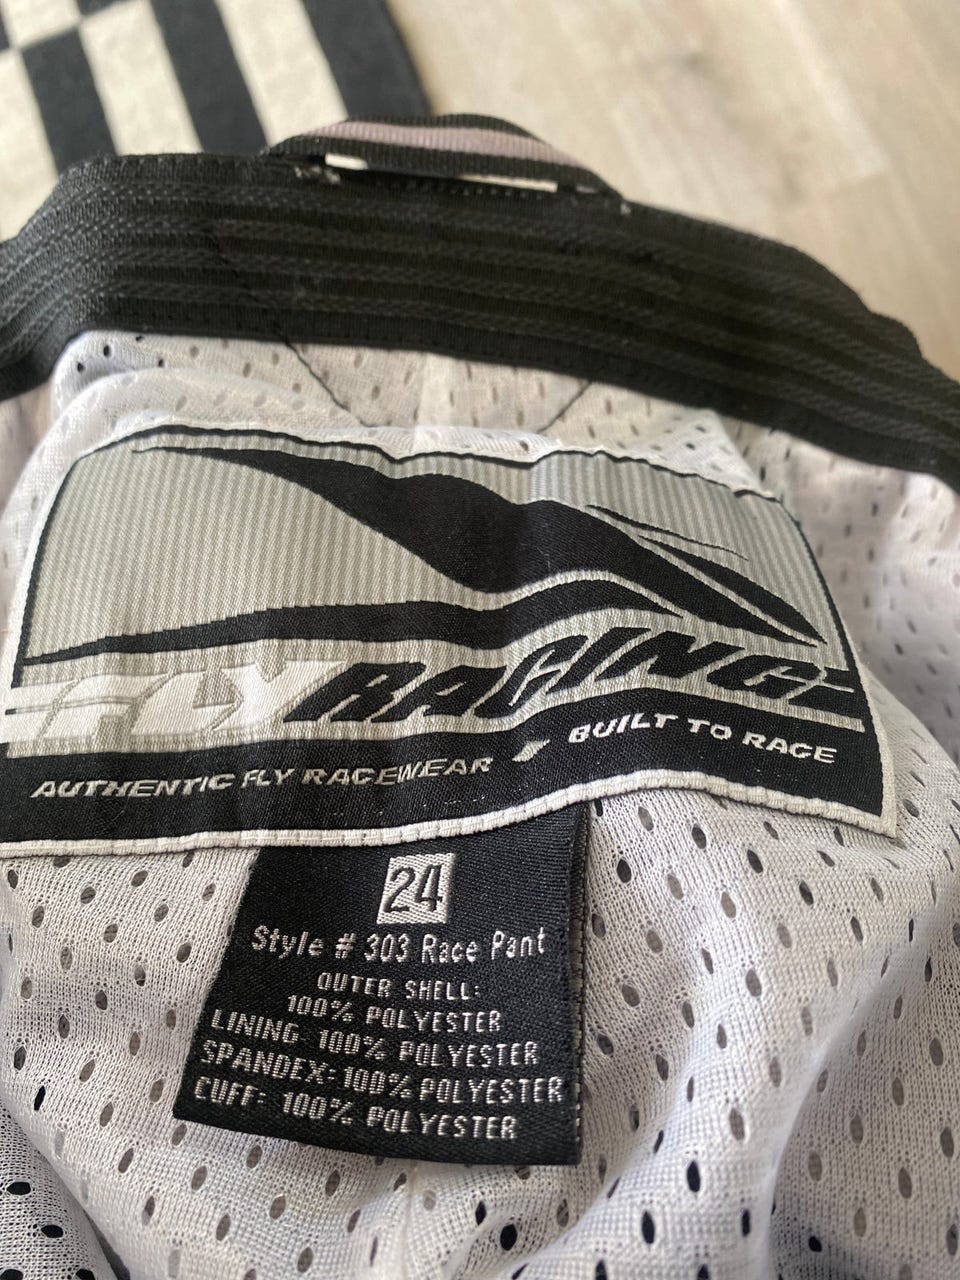 FLY RACING
AUTHENTIC FLY RACEWEAR BUILT TO RACE
24
Style # 303 Race Pant
OUTER SHELL:
100% POLYESTER
LINING 100% POLYESTER
SPANDEX: 100% POLYESTER
CUFF: 100% POLYESTER